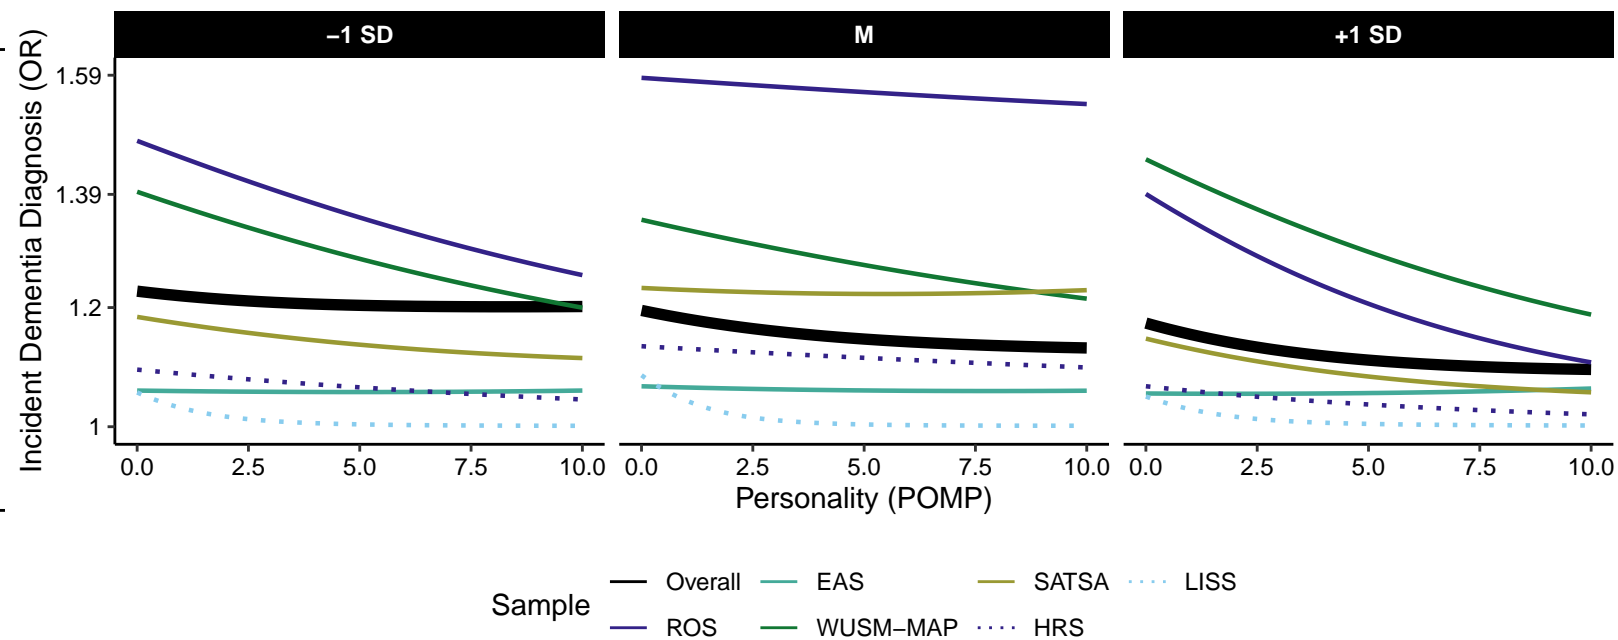 −1 SD
M
+1 SD
Incident Dementia Diagnosis (OR)
1.59
1.39
1.2
1
0.0 2.5 5.0 7.5 10.0
0.0 2.5 5.0 7.5 10.0
0.0 2.5 5.0 7.5 10.0
Personality (POMP)
Sample
Overall EAS SATSA LISS
ROS WUSM−MAP HRS